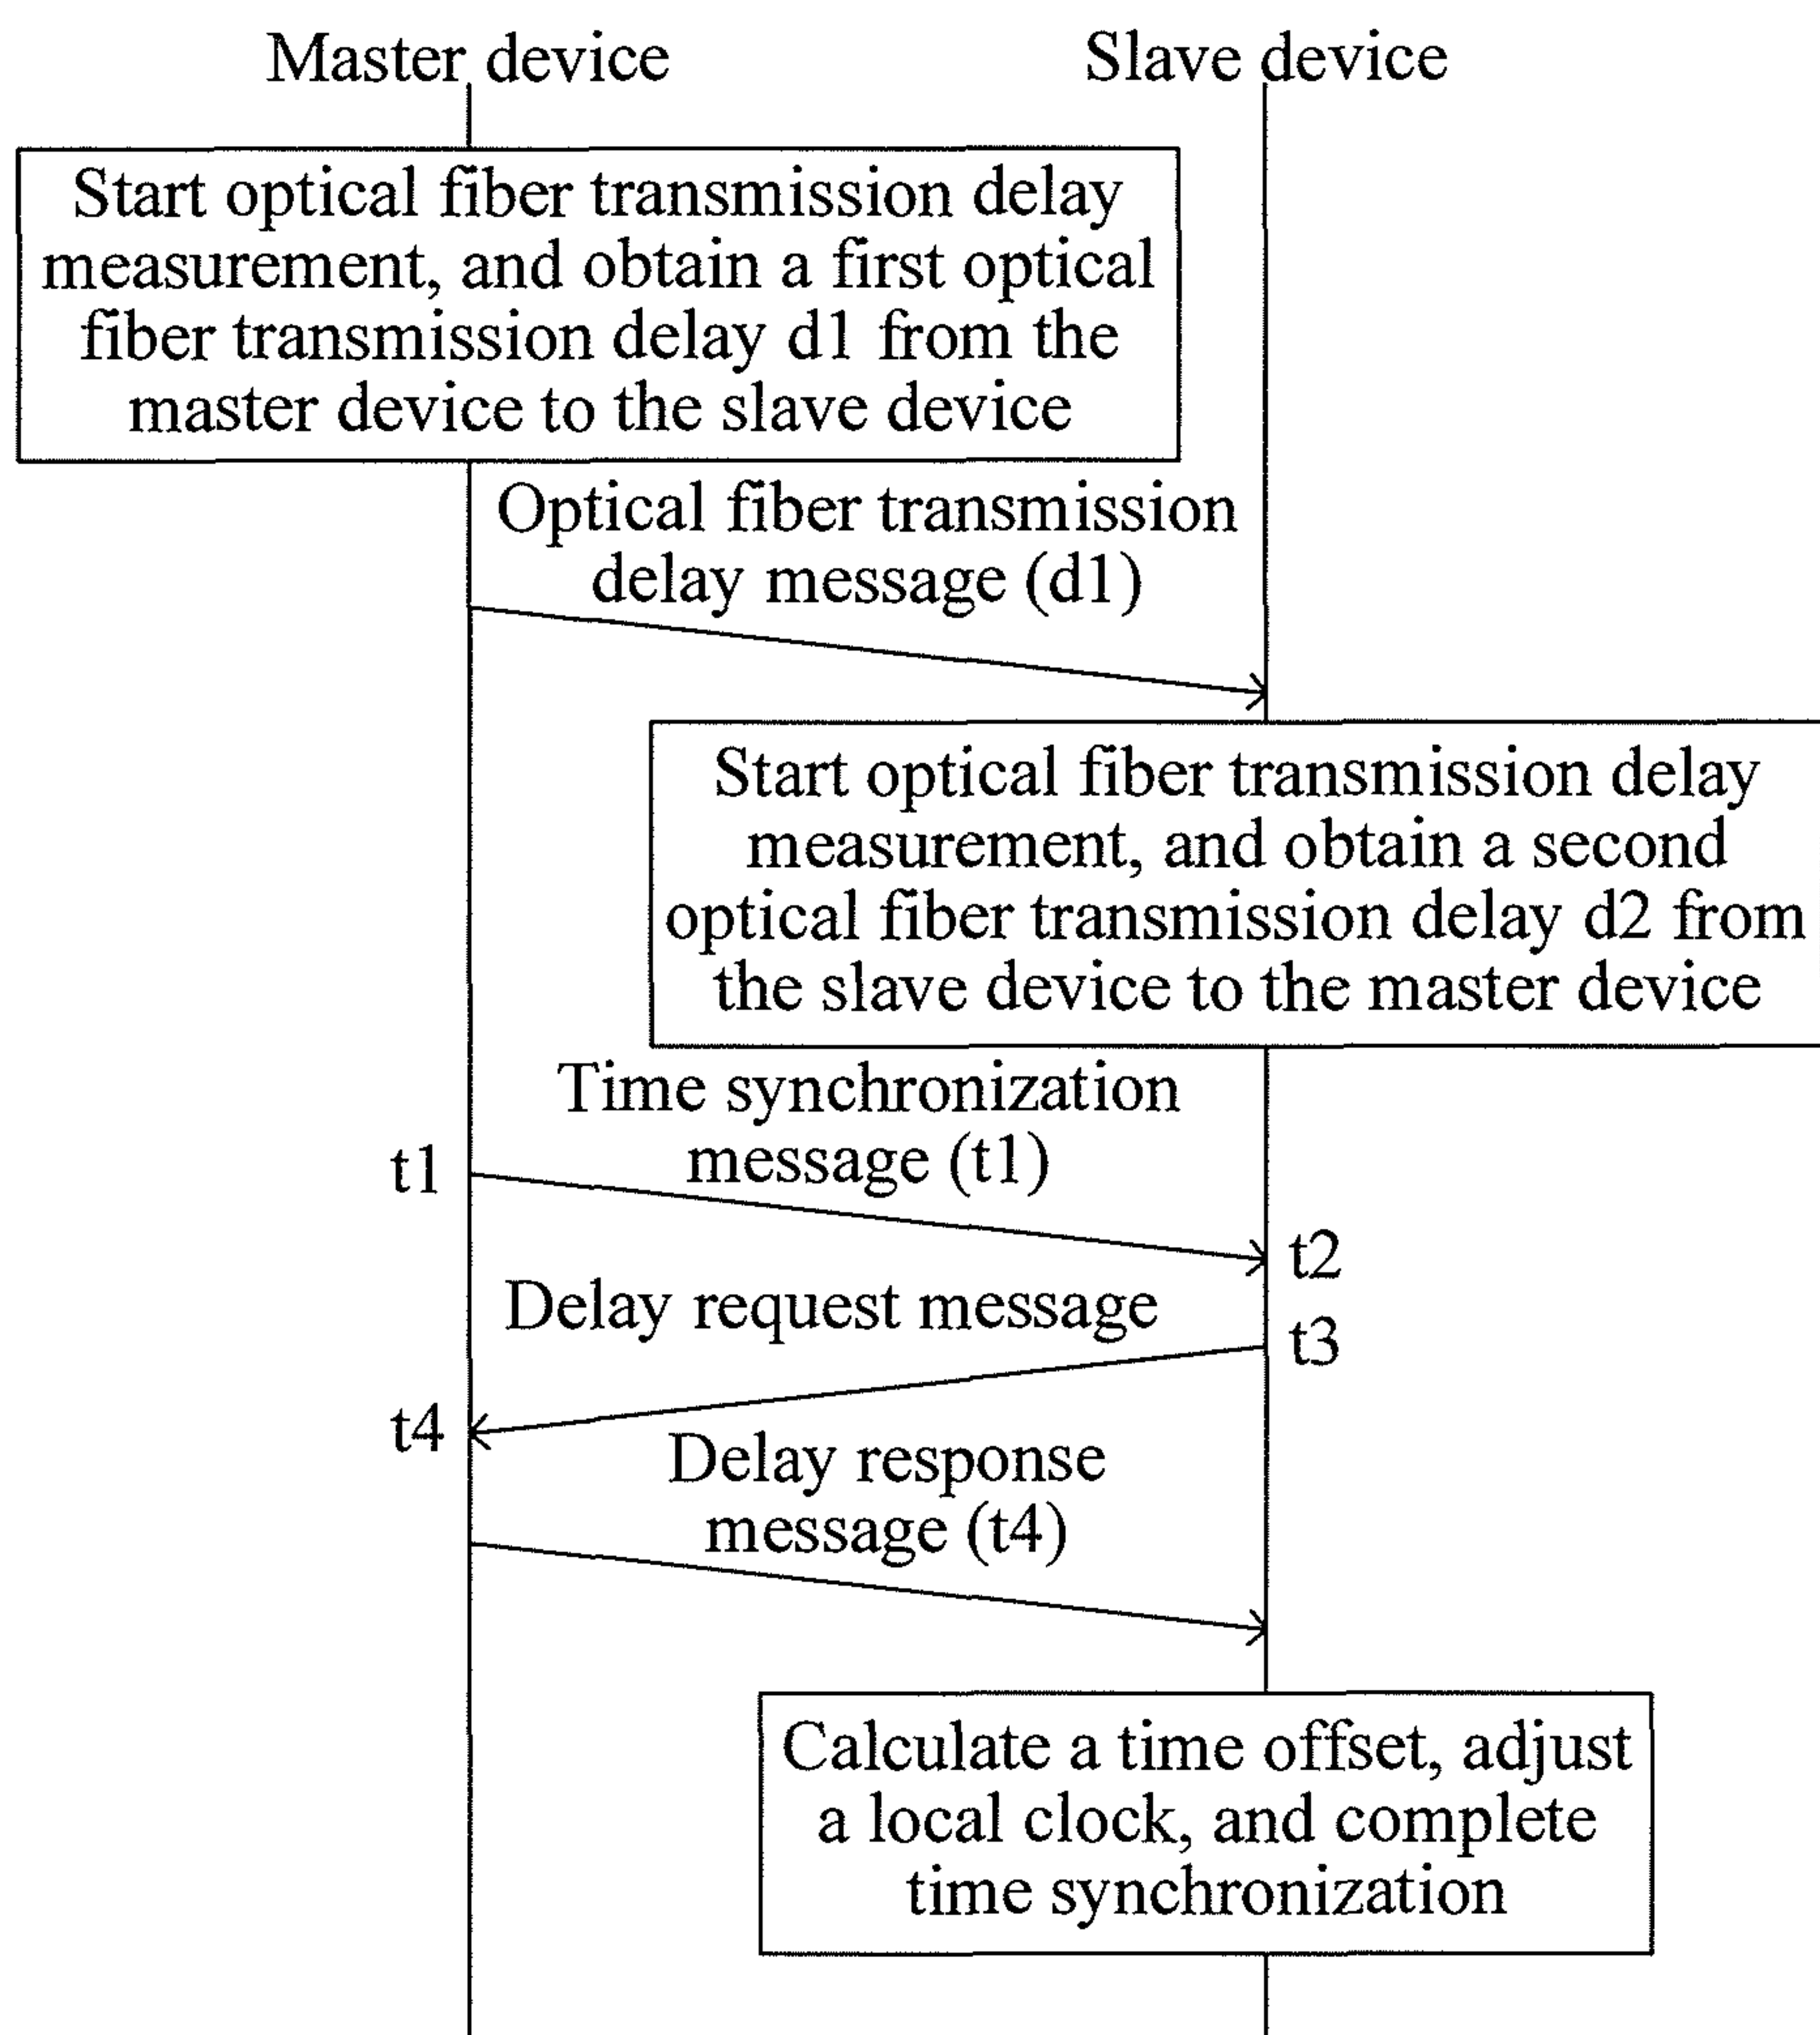 Master device
Slave device
Start optical fiber transmission delay
measurement, and obtain a first optical
fiber transmission delay d1 from the
master device to the slave device
Optical fiber transmission
delay message (d1)
Start optical fiber transmission delay
measurement, and obtain a second
optical fiber transmission delay d2 from
the slave device to the master device
Time synchronization
message (t1)
t1
t2
Delay request message
t3
t4
Delay response
message (t4)
Calculate a time offset, adjust
a local clock, and complete
time synchronization